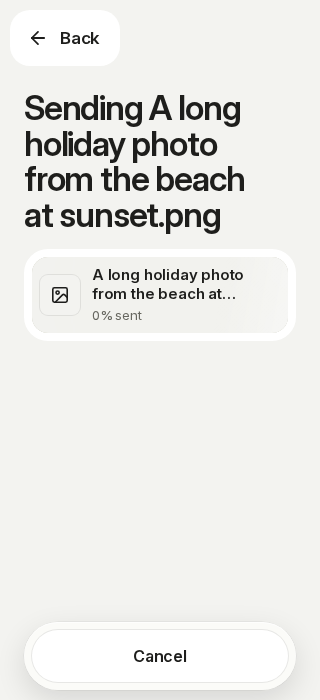 Back
Sending A long
holiday photo
from the beach
at sunset.png
A long holiday photo
from the beach at…
0% sent
Cancel